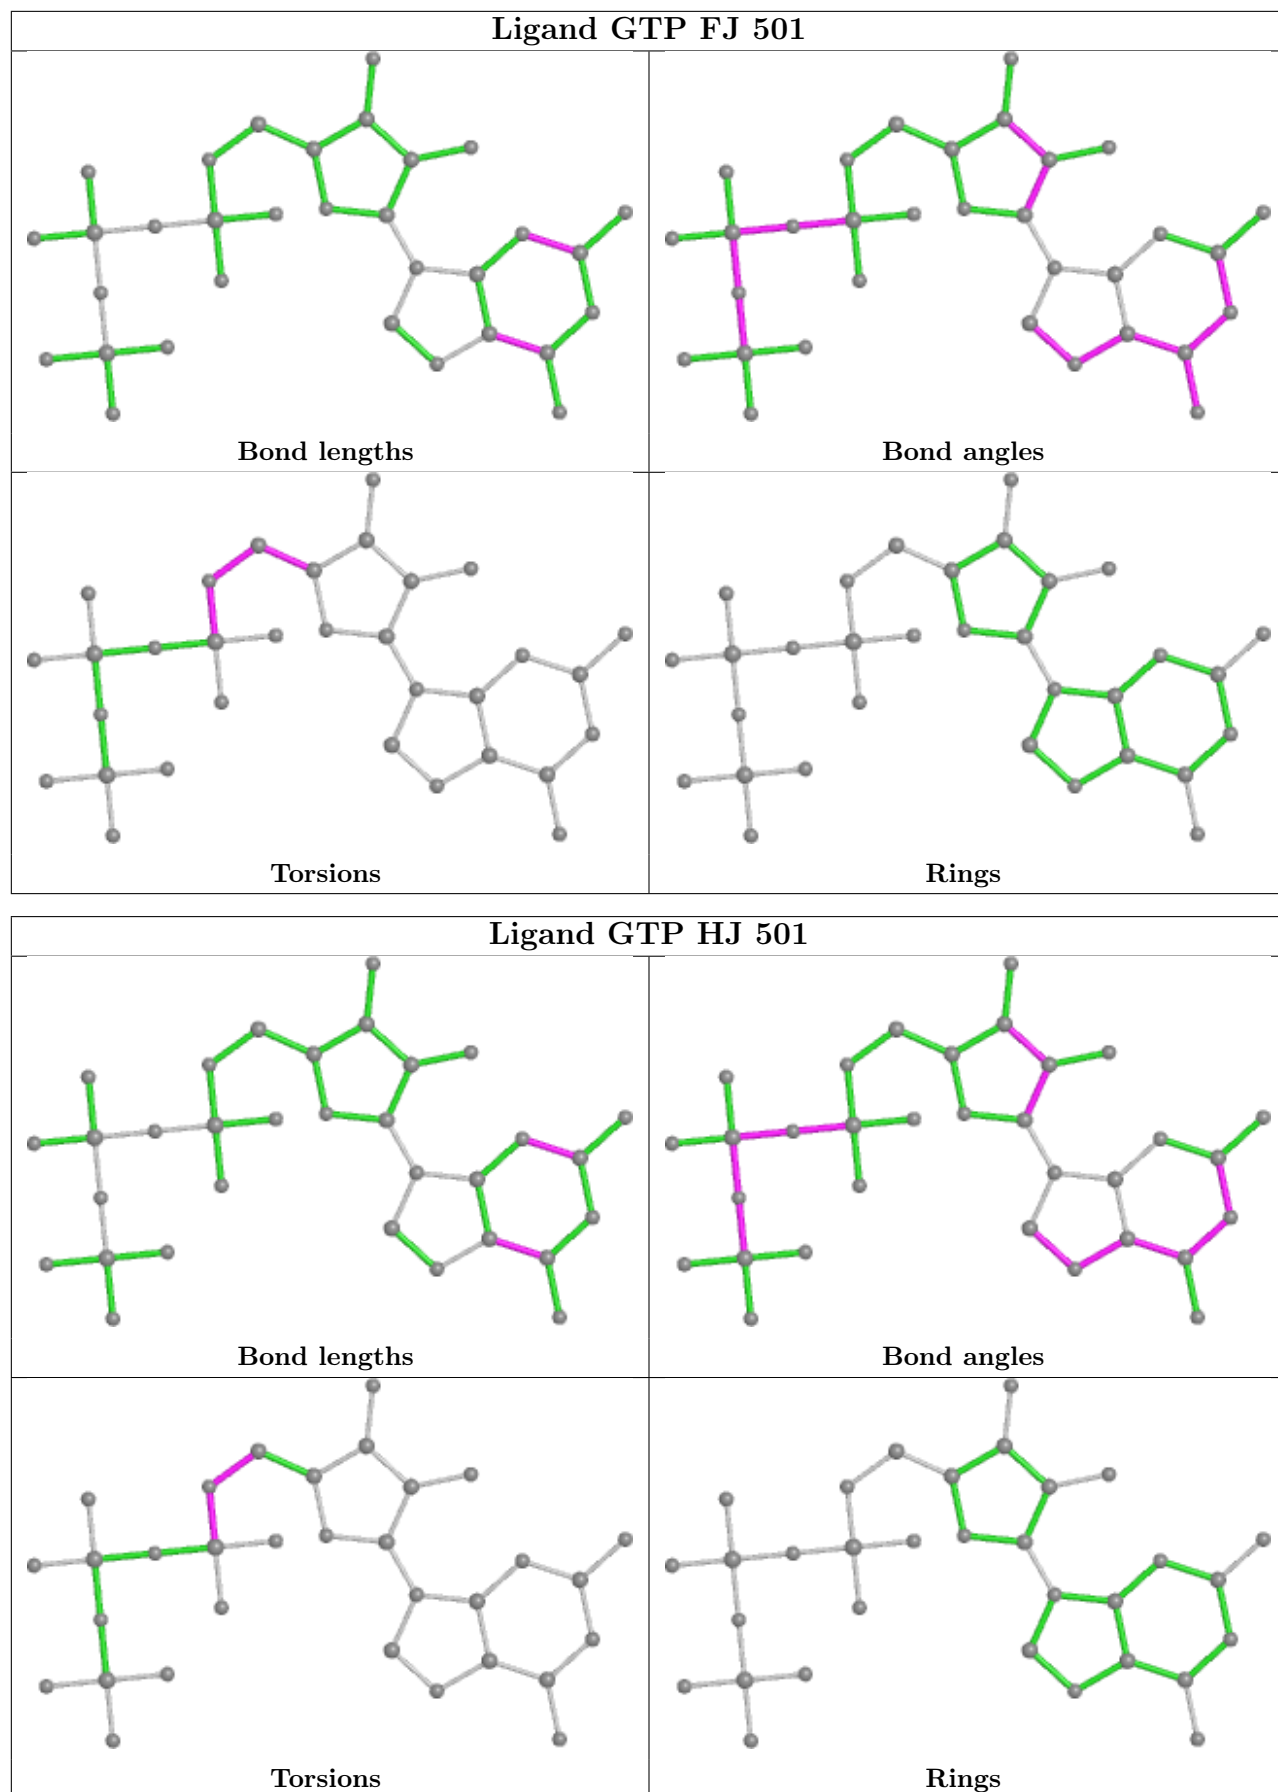 Ligand GTP FJ 501
Bond lengths
Bond angles
Torsions
Rings
Ligand GTP HJ 501
Bond lengths
Bond angles
Torsions
Rings